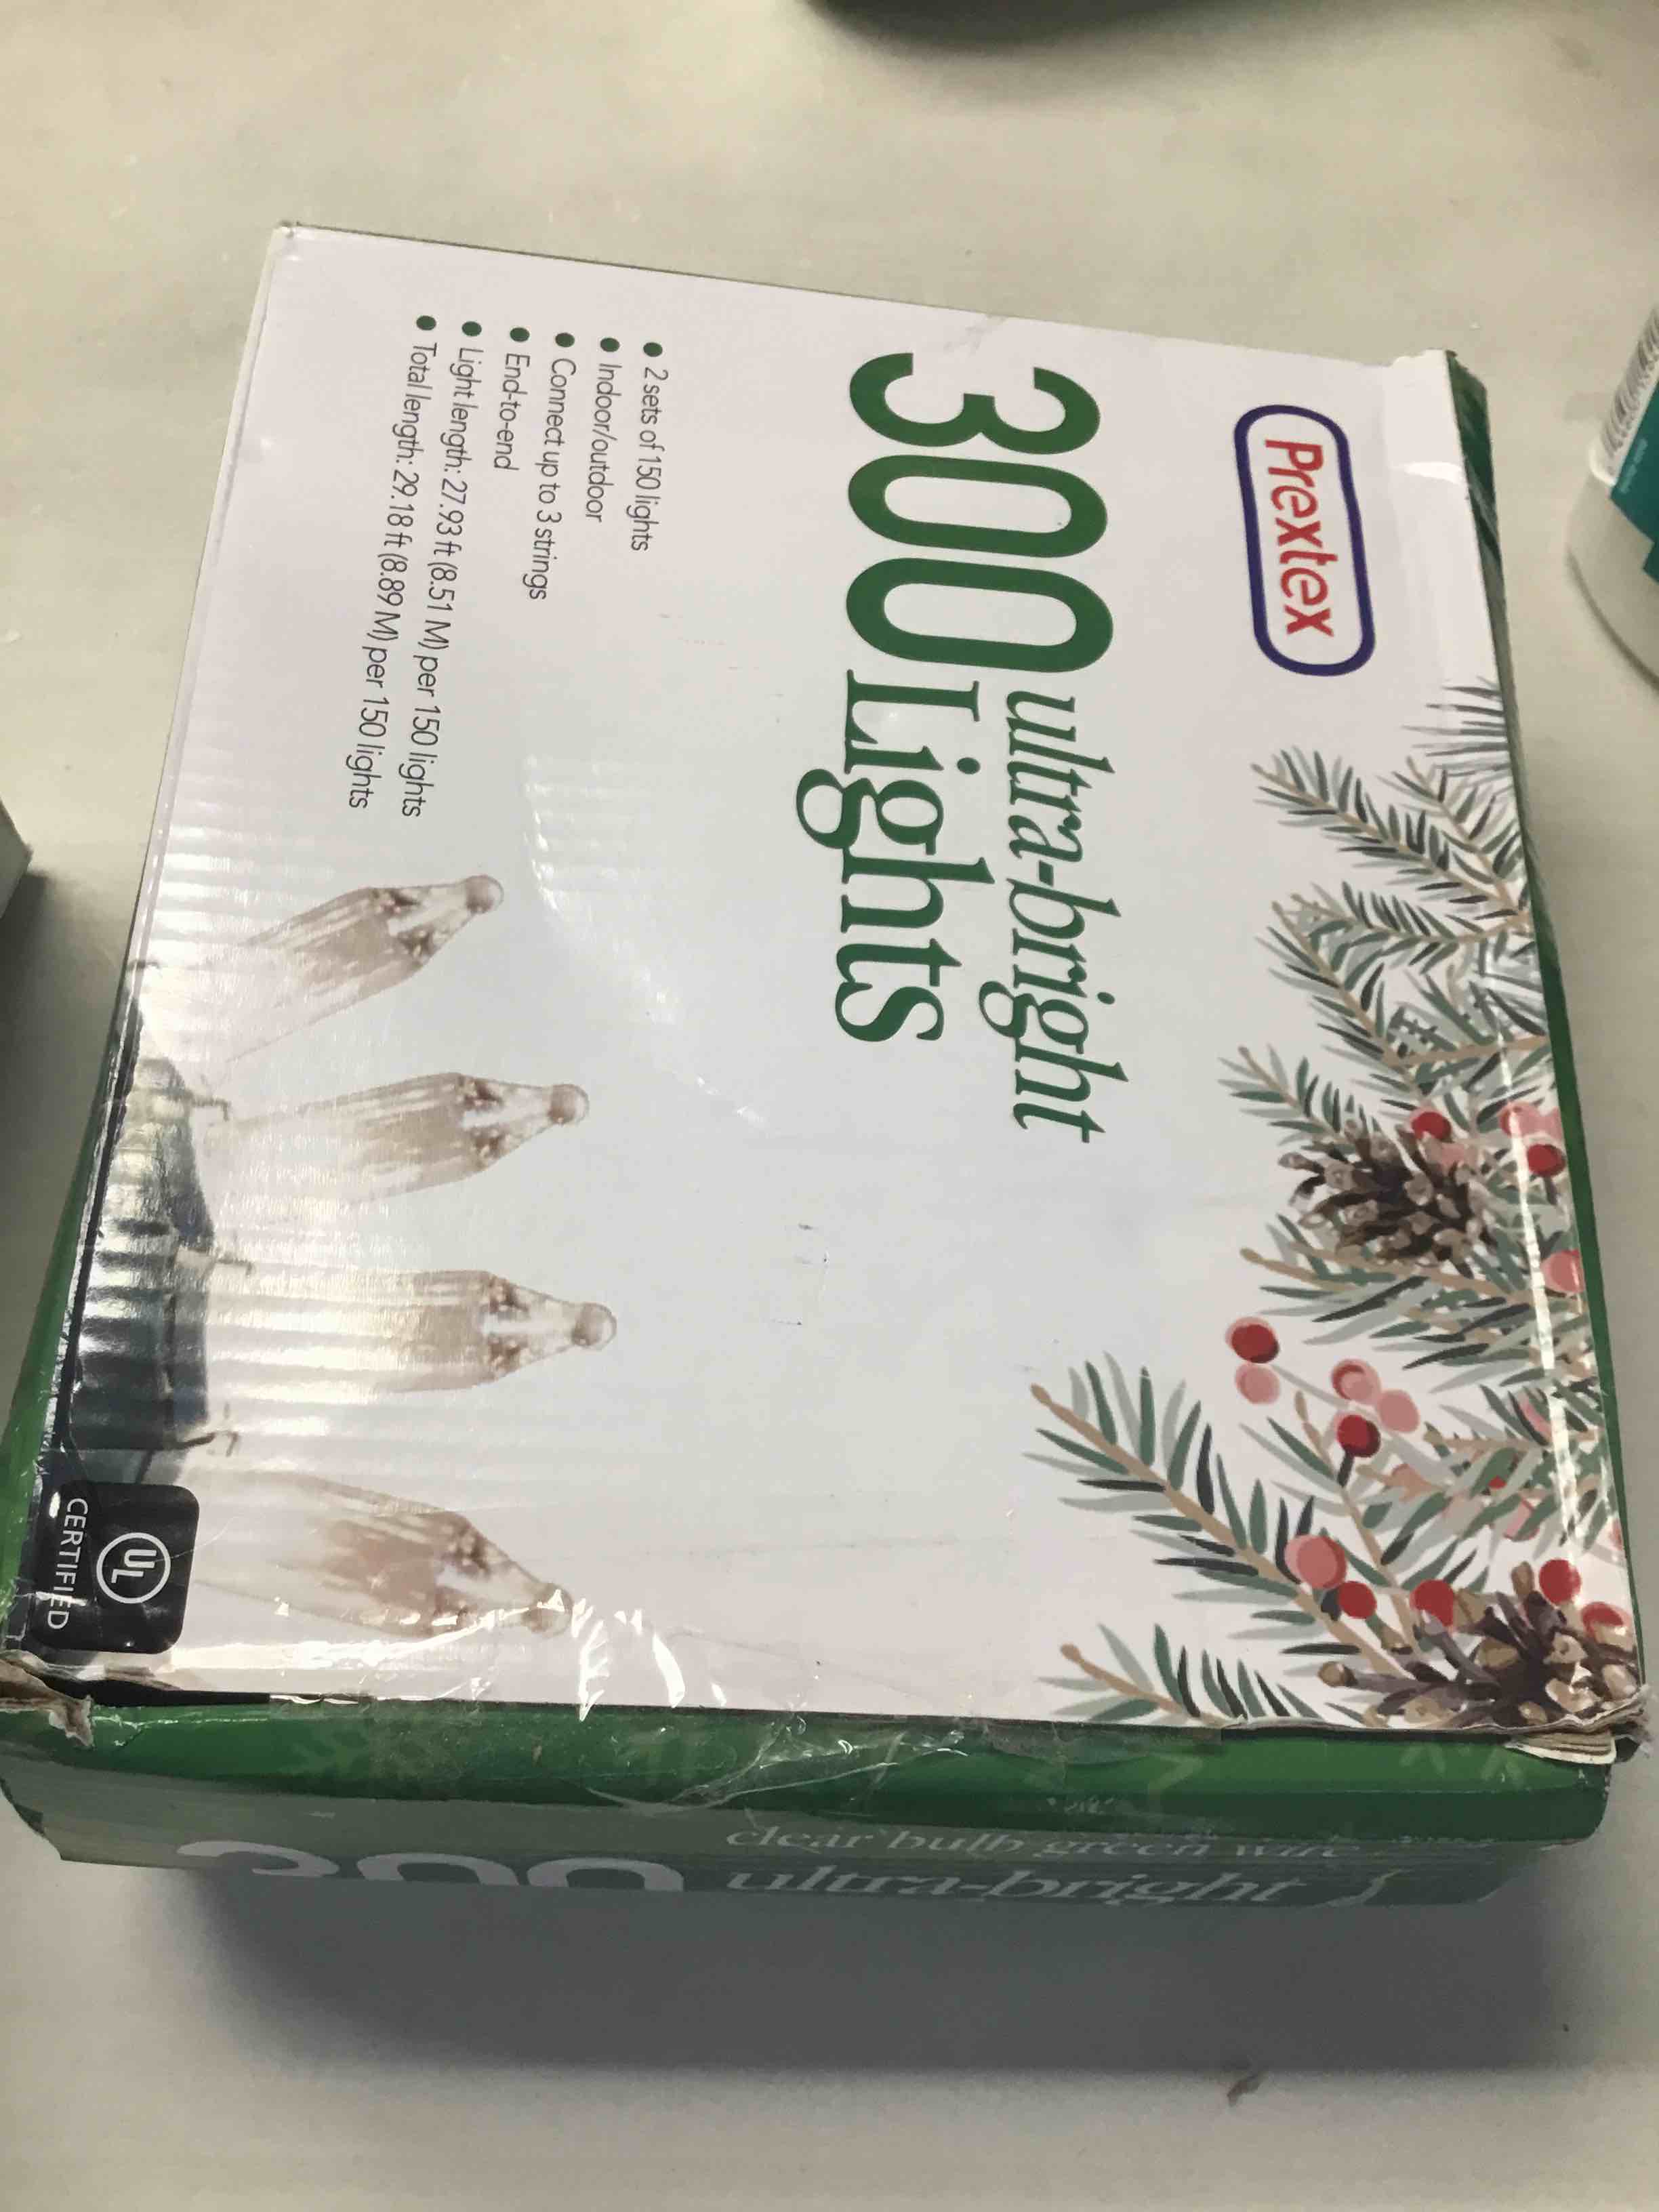 Prextex
300 ultra-bright
Lights
• 2 sets of 150 lights
• Indoor/outdoor
• Connect up to 3 strings
• End-to-end
• Light length: 27.93 ft (8.51 M) per 150 lights
• Total length: 29.18 ft (8.89 M) per 150 lights
UL
CERTIFIED
clear bulb green wire
300 ultra-bright